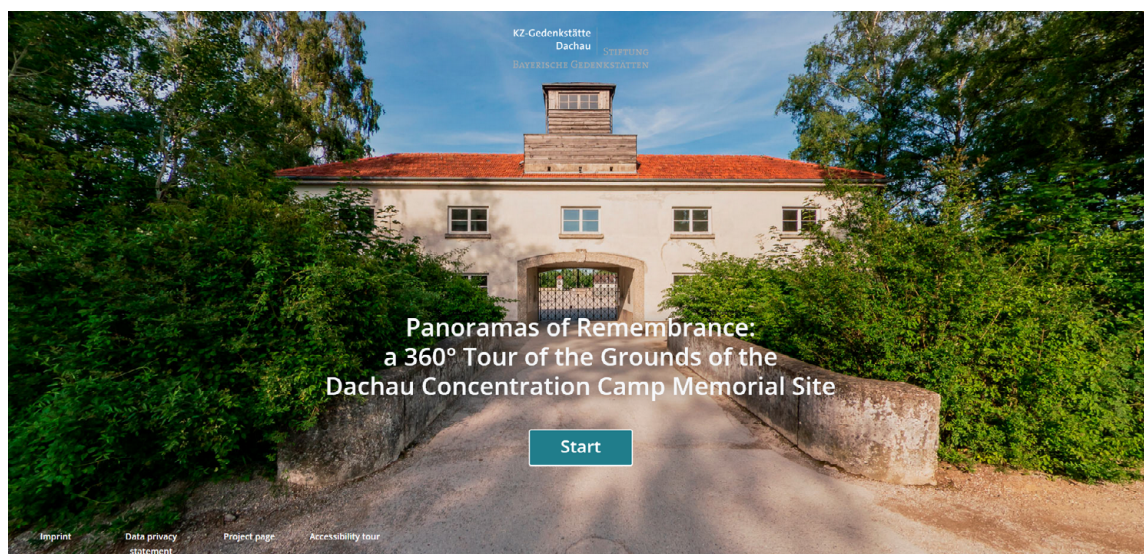 KZ-Gedenkstätte
Dachau
Stiftung
Bayerische Gedenkstätten
Panoramas of Remembrance:
a 360° Tour of the Grounds of the
Dachau Concentration Camp Memorial Site
Start
Imprint
Data privacy
statement
Project page
Accessibility tour